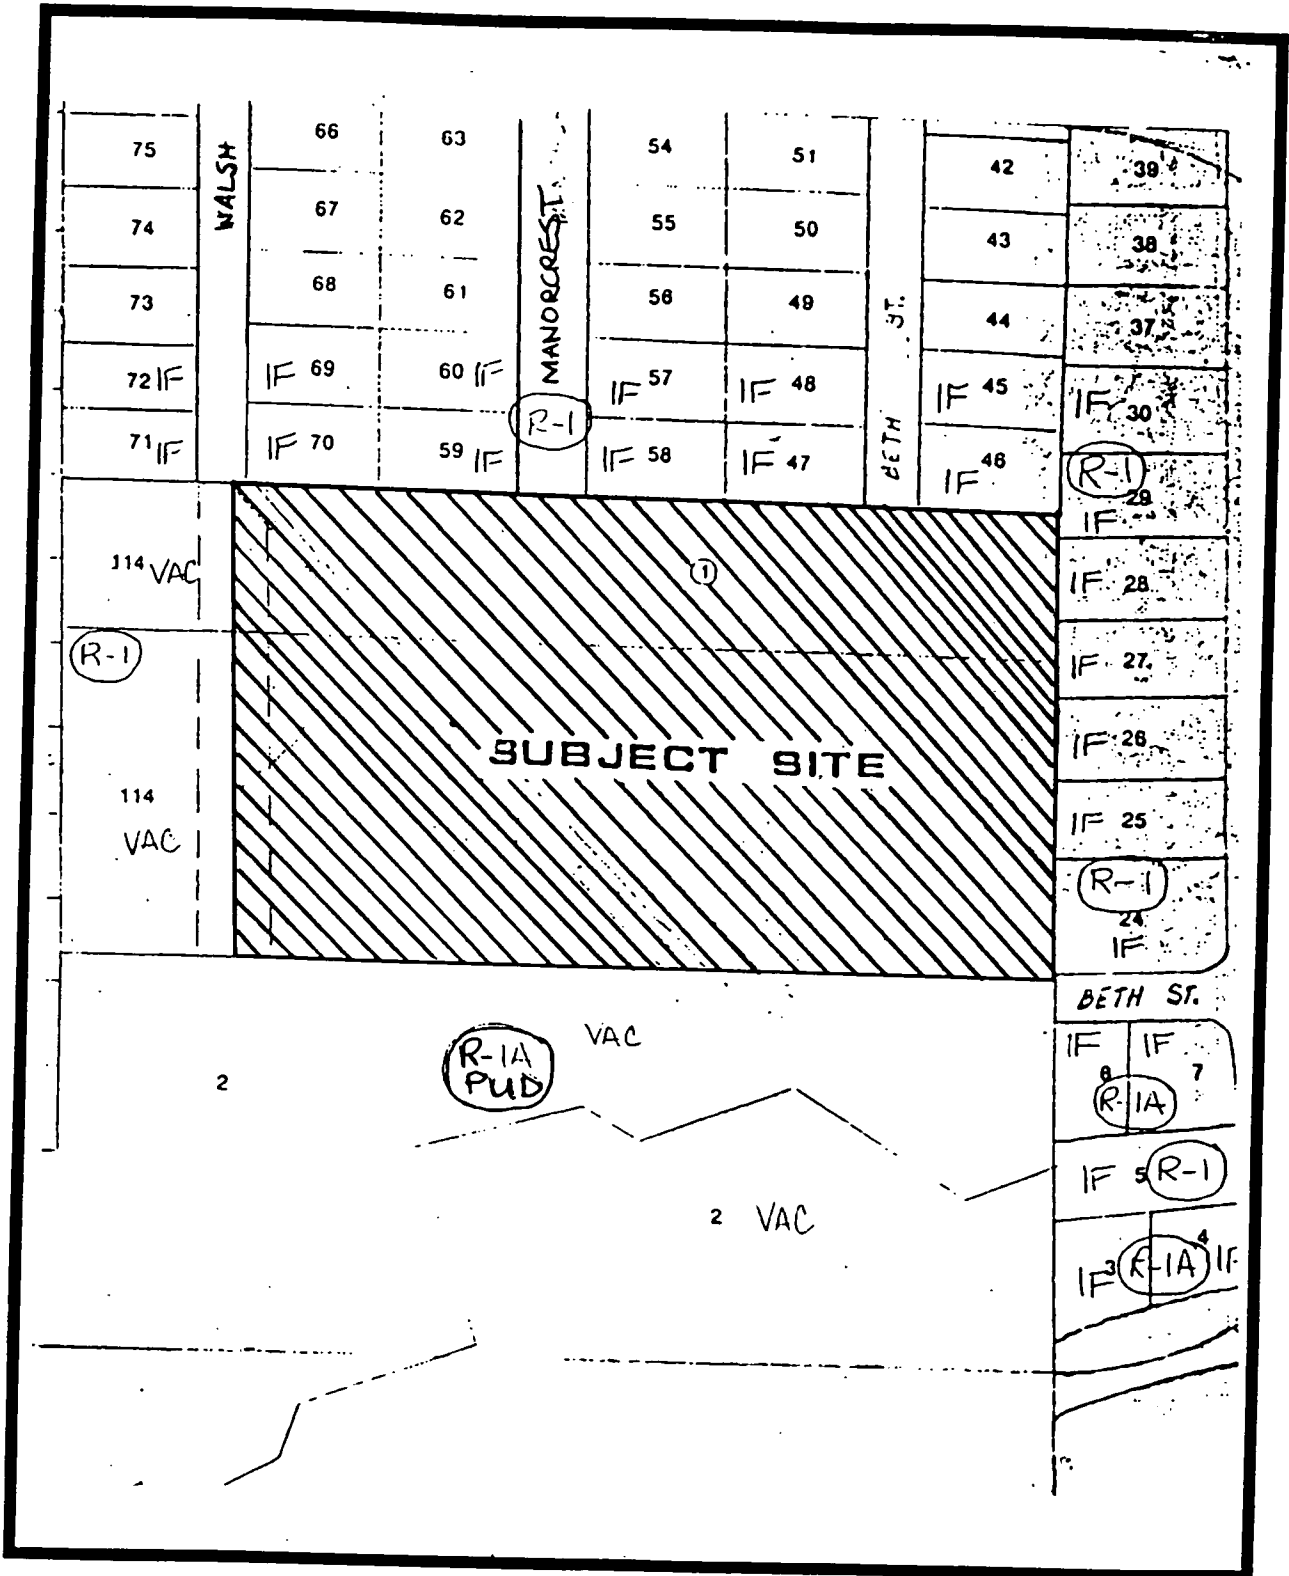 75
WALSH
66
63
MANORCREST.
54
51
BETH ST.
42
39
74
67
62
55
50
43
38
73
68
61
56
49
44
37
72 IF
IF 69
60 IF
IF 57
IF 48
IF 45
IF 30
R-1
71 IF
IF 70
59 IF
IF 58
IF 47
IF 46
R-1
29
IF
114 VAC
1
IF 28
R-1
IF 27
SUBJECT SITE
IF 26
114
VAC
IF 25
R-1
24
IF
BETH ST.
VAC
R-1A
PUD
2
IF 6
IF 7
R-1A
IF 5 R-1
2 VAC
IF 3
R-1A
4 IF